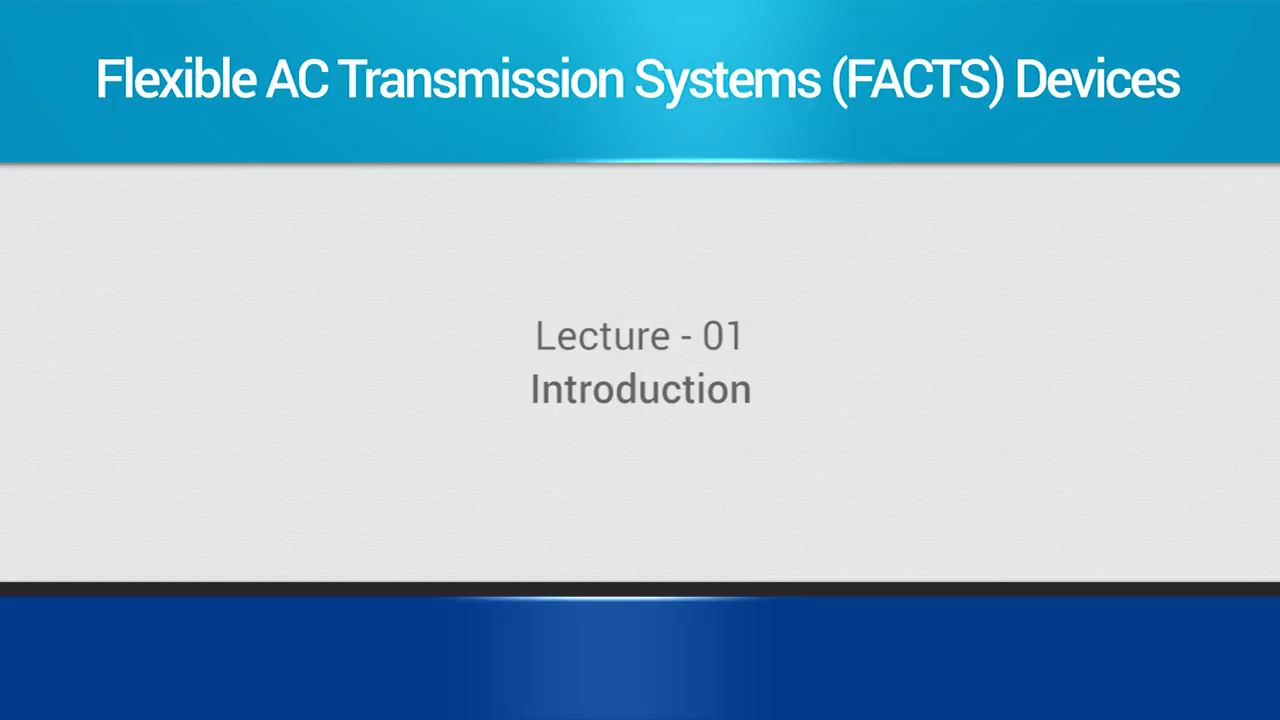 Flexible AC Transmission Systems (FACTS) Devices
Lecture - 01
Introduction